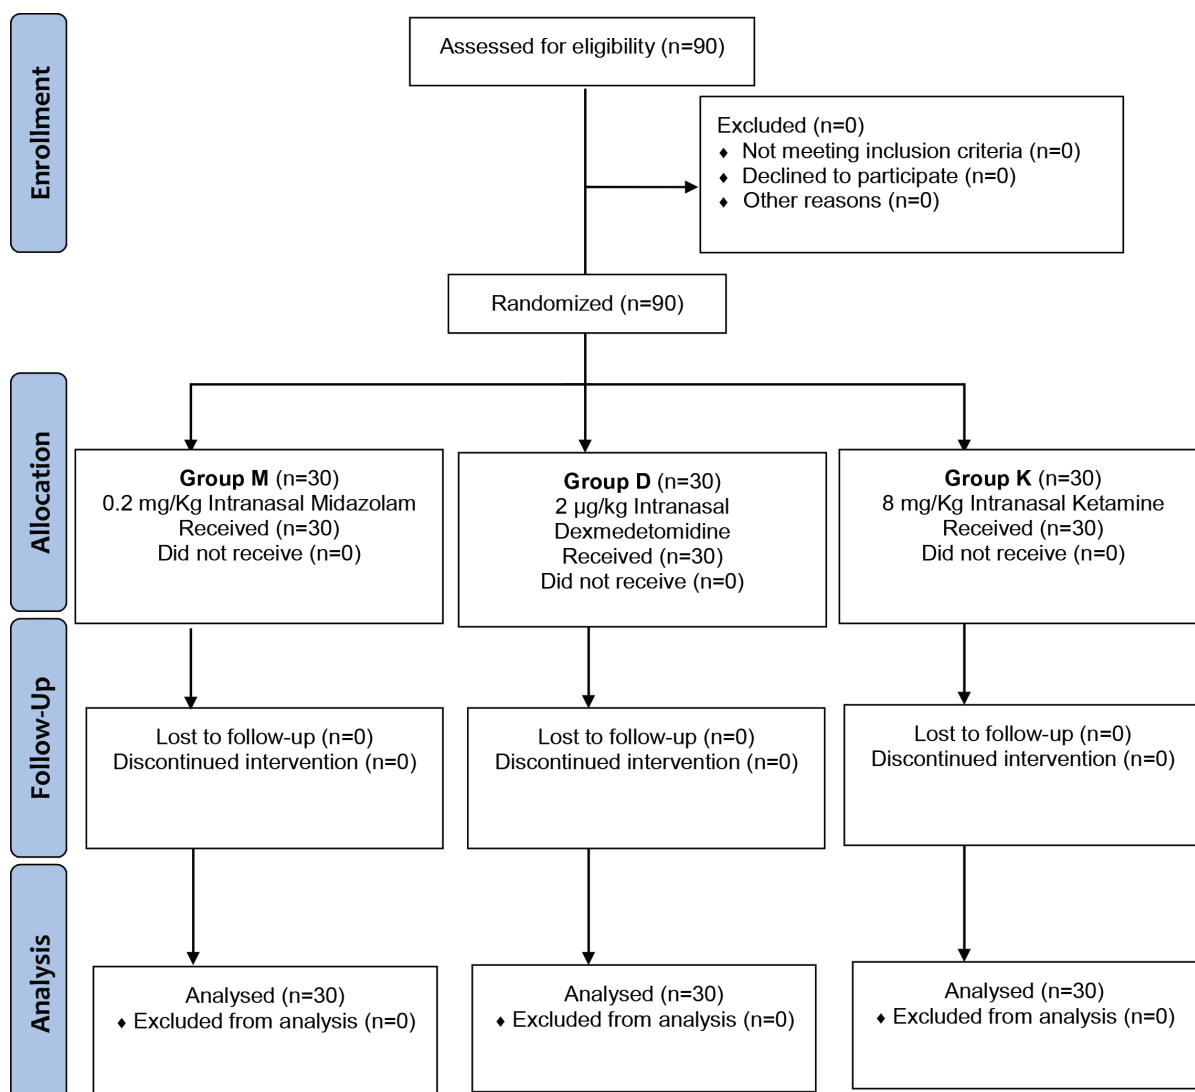 Enrollment
Assessed for eligibility (n=90)
Excluded (n=0)
♦ Not meeting inclusion criteria (n=0)
♦ Declined to participate (n=0)
♦ Other reasons (n=0)
Randomized (n=90)
Allocation
Group M (n=30)
0.2 mg/Kg Intranasal Midazolam
Received (n=30)
Did not receive (n=0)
Group D (n=30)
2 µg/kg Intranasal
Dexmedetomidine
Received (n=30)
Did not receive (n=0)
Group K (n=30)
8 mg/Kg Intranasal Ketamine
Received (n=30)
Did not receive (n=0)
Follow-Up
Lost to follow-up (n=0)
Discontinued intervention (n=0)
Lost to follow-up (n=0)
Discontinued intervention (n=0)
Lost to follow-up (n=0)
Discontinued intervention (n=0)
Analysis
Analysed (n=30)
♦ Excluded from analysis (n=0)
Analysed (n=30)
♦ Excluded from analysis (n=0)
Analysed (n=30)
♦ Excluded from analysis (n=0)